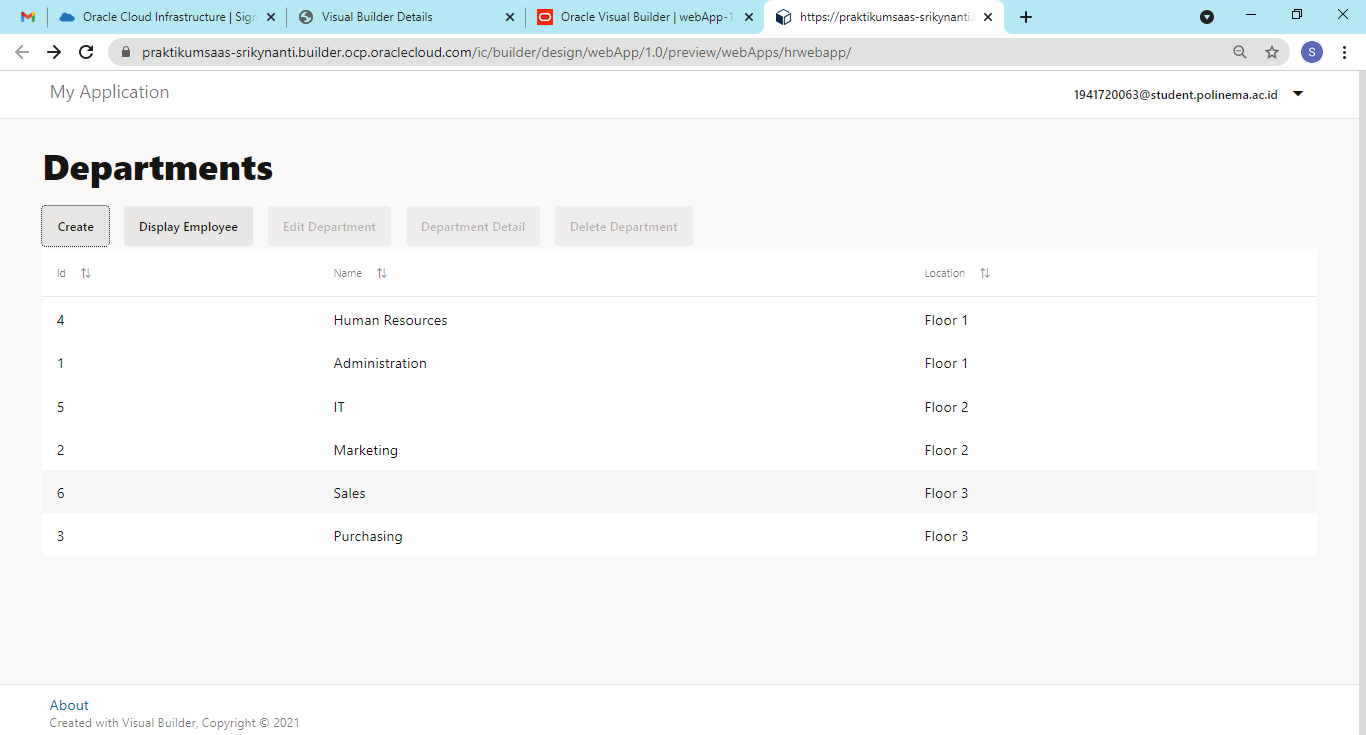 Oracle Cloud Infrastructure | Sign
Visual Builder Details
Oracle Visual Builder | webApp-1
https://praktikumsaas-srikynanti.
praktikumsaas-srikynanti.builder.ocp.oraclecloud.com/ic/builder/design/webApp/1.0/preview/webApps/hrwebapp/
S
My Application
1941720063@student.polinema.ac.id
Departments
Create
Display Employee
Edit Department
Department Detail
Delete Department
Id Name Location
4 Human Resources Floor 1
1 Administration Floor 1
5 IT Floor 2
2 Marketing Floor 2
6 Sales Floor 3
3 Purchasing Floor 3
About
Created with Visual Builder, Copyright © 2021